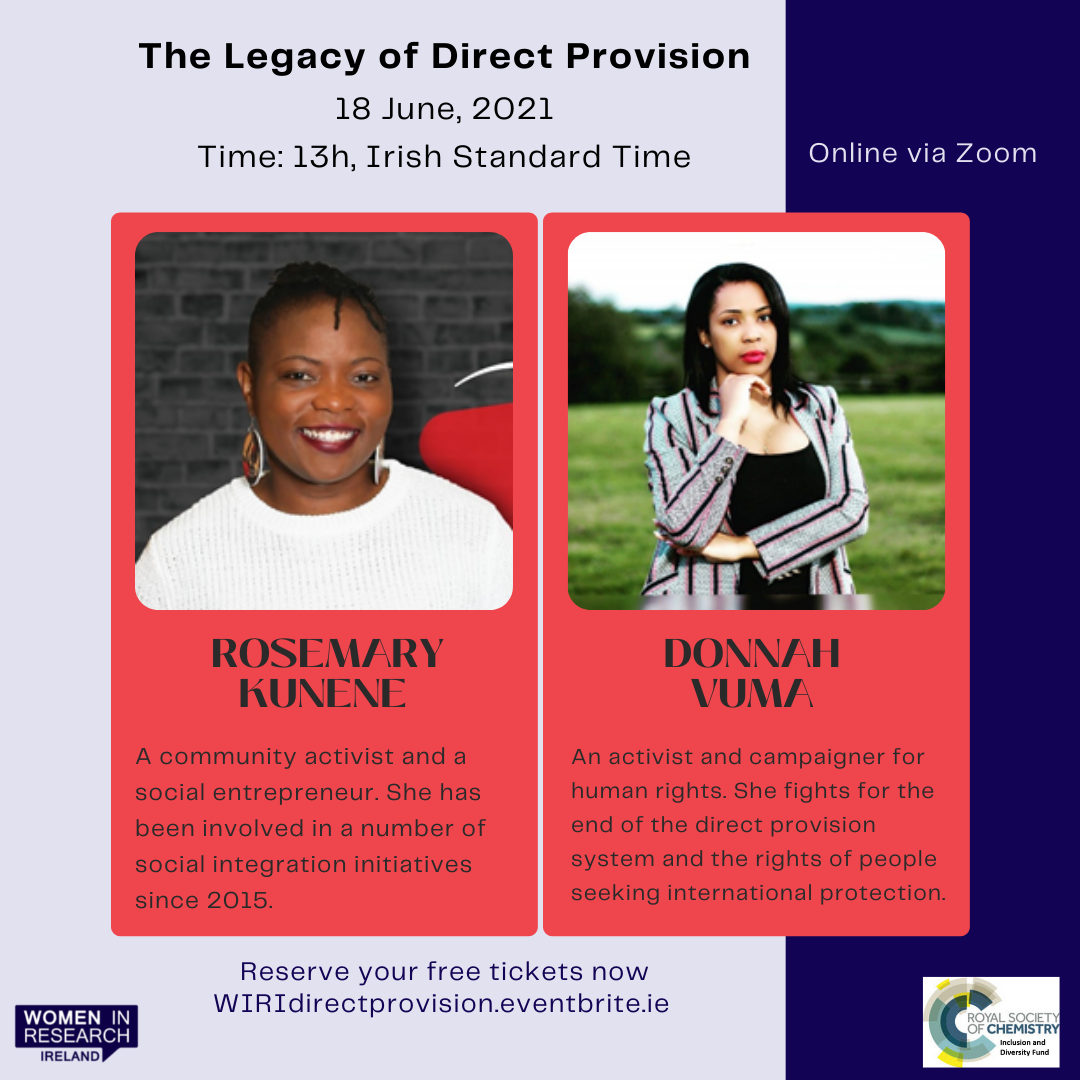 The Legacy of Direct Provision
18 June, 2021
Time: 13h, Irish Standard Time
Online via Zoom
ROSEMARY
KUNENE
A community activist and a
social entrepreneur. She has
been involved in a number of
social integration initiatives
since 2015.
DONNAH
VUMA
An activist and campaigner for
human rights. She fights for the
end of the direct provision
system and the rights of people
seeking international protection.
Reserve your free tickets now
WIRIdirectprovision.eventbrite.ie
WOMEN IN
RESEARCH
IRELAND
ROYAL SOCIETY
OF CHEMISTRY
Inclusion and
Diversity Fund